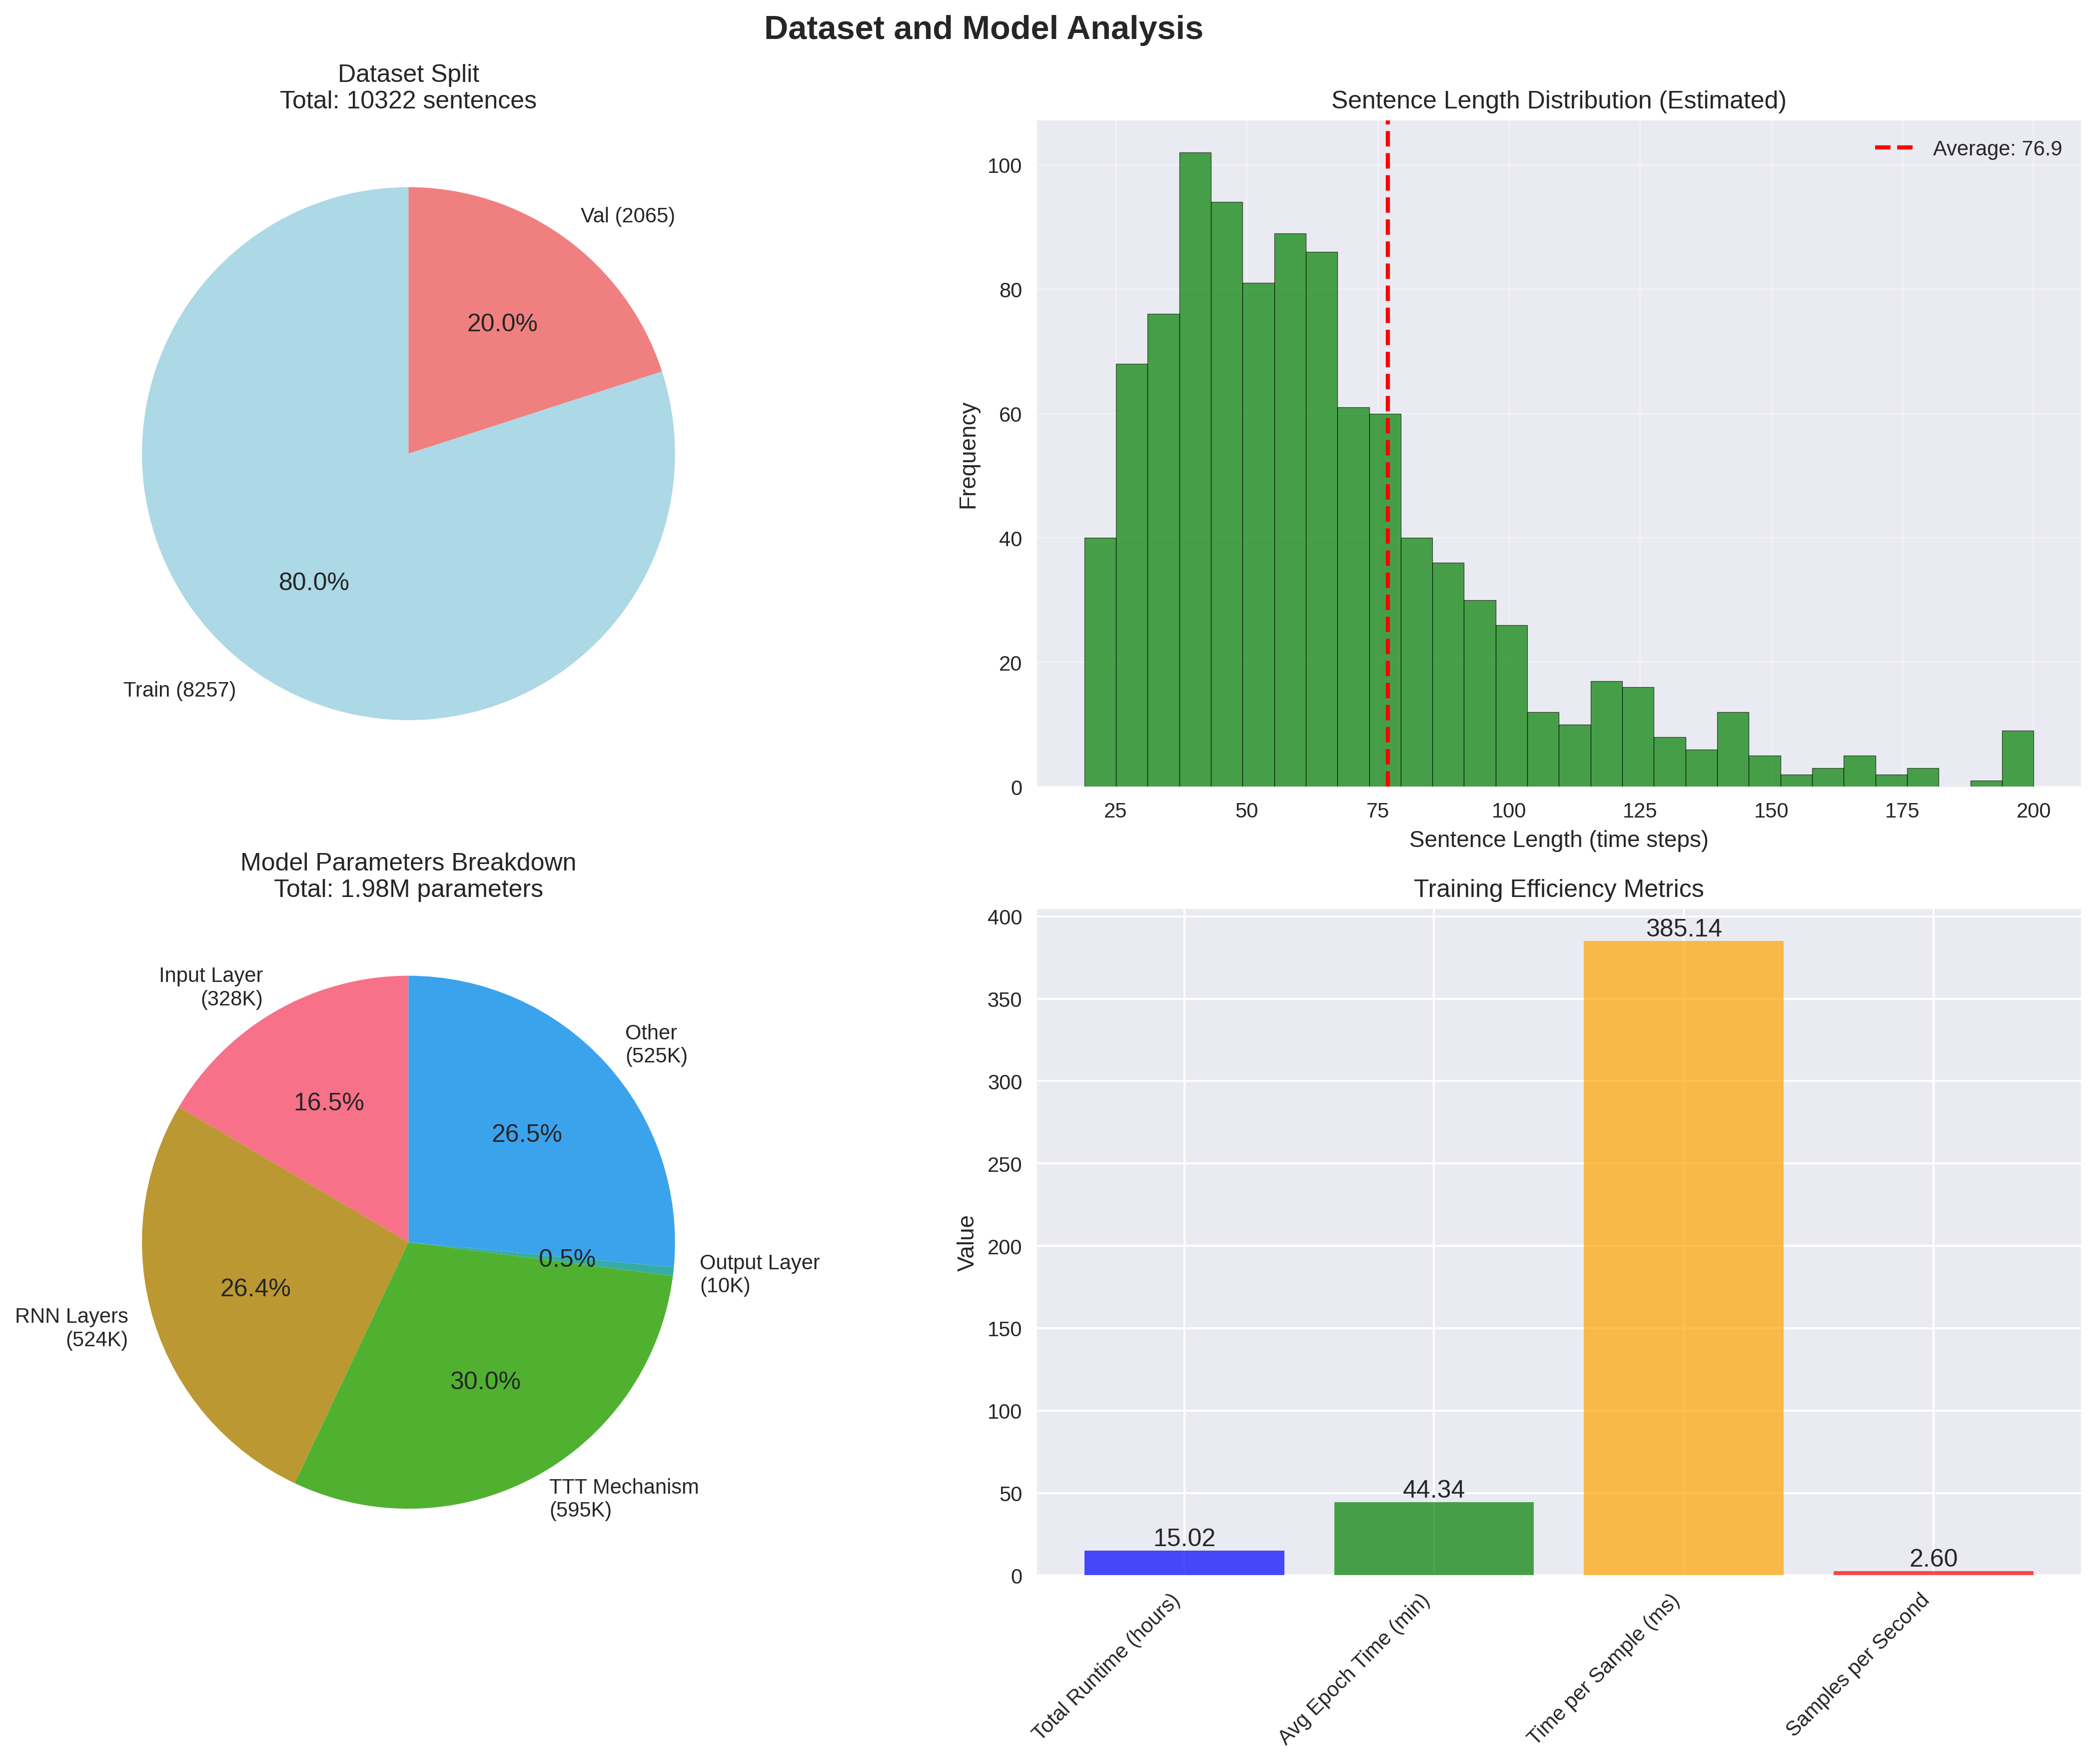 Dataset and Model Analysis
Dataset Split
Total: 10322 sentences
Val (2065)
20.0%
80.0%
Train (8257)
Sentence Length Distribution (Estimated)
Average: 76.9
100
80
60
40
20
0
Frequency
25 50 75 100 125 150 175 200
Sentence Length (time steps)
Model Parameters Breakdown
Total: 1.98M parameters
Input Layer
(328K)
Other
(525K)
16.5%
26.5%
0.5%
Output Layer
(10K)
26.4%
RNN Layers
(524K)
30.0%
TTT Mechanism
(595K)
Training Efficiency Metrics
400
350
300
250
200
150
100
50
0
Value
15.02
44.34
385.14
2.60
Total Runtime (hours)
Avg Epoch Time (min)
Time per Sample (ms)
Samples per Second